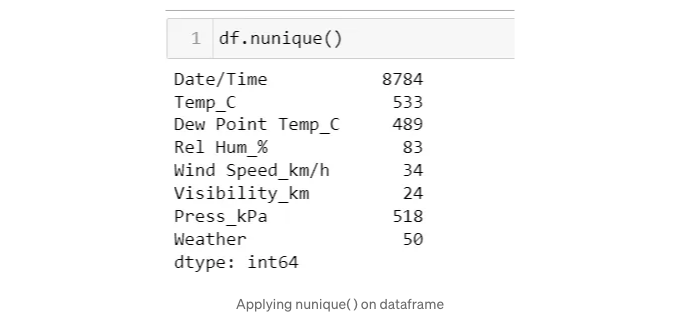 1 df.nunique()
Date/Time 8784
Temp_C 533
Dew Point Temp_C 489
Rel Hum_% 83
Wind Speed_km/h 34
Visibility_km 24
Press_kPa 518
Weather 50
dtype: int64
Applying nunique( ) on dataframe